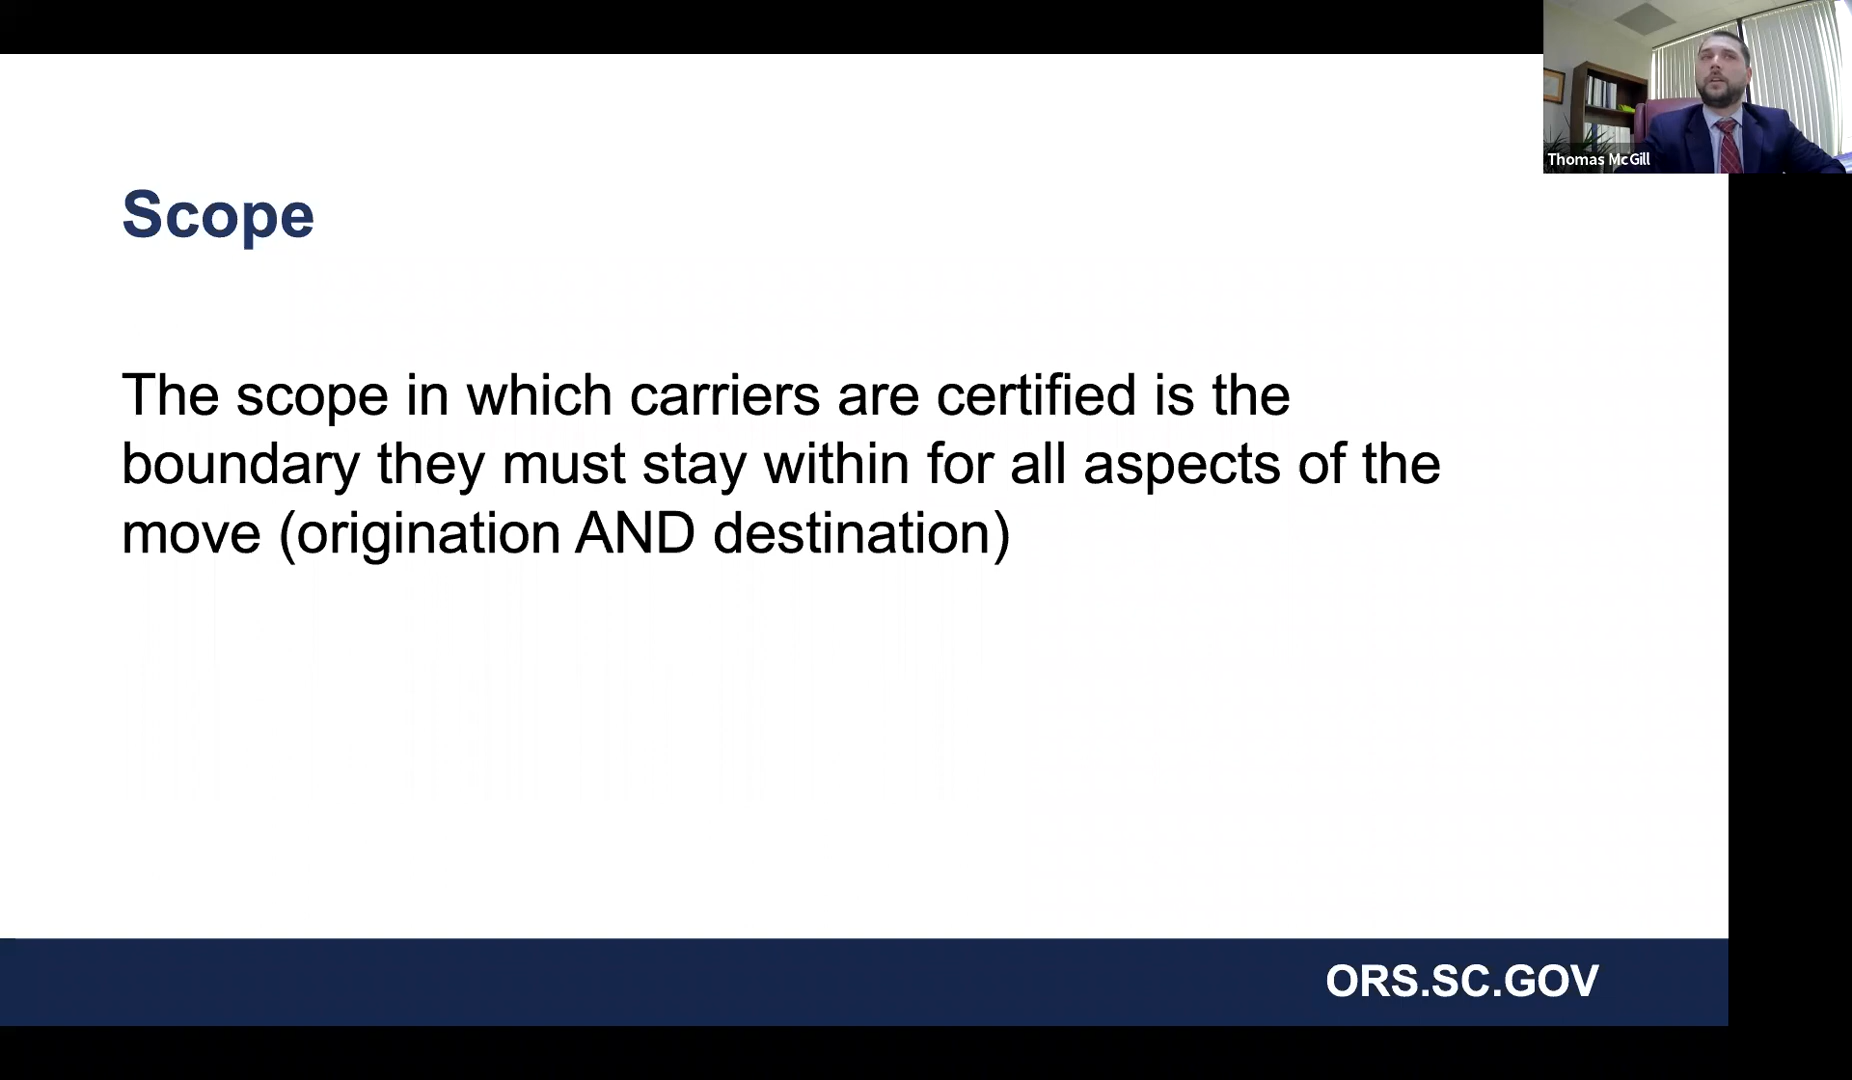 Thomas McGill
Scope
The scope in which carriers are certified is the
boundary they must stay within for all aspects of the
move (origination AND destination)
ORS.SC.GOV